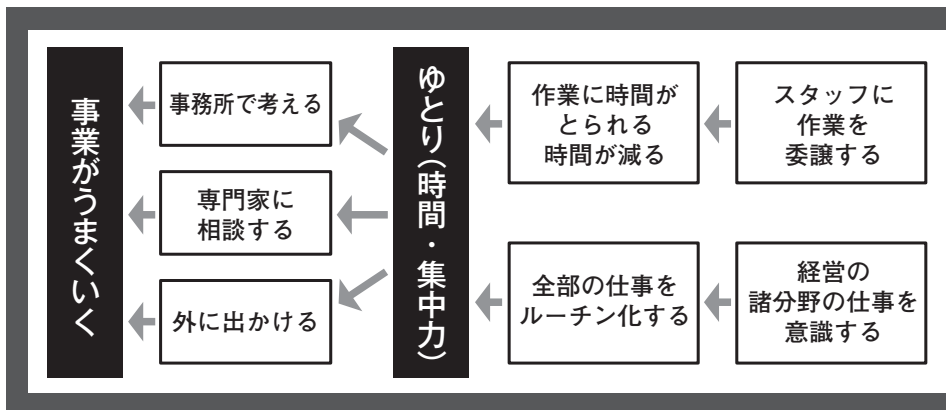 事業がうまくいく
事務所で考える
専門家に
相談する
外に出かける
ゆとり(時間・集中力)
作業に時間が
とられる
時間が減る
全部の仕事を
ルーチン化する
スタッフに
作業を
委譲する
経営の
諸分野の仕事を
意識する